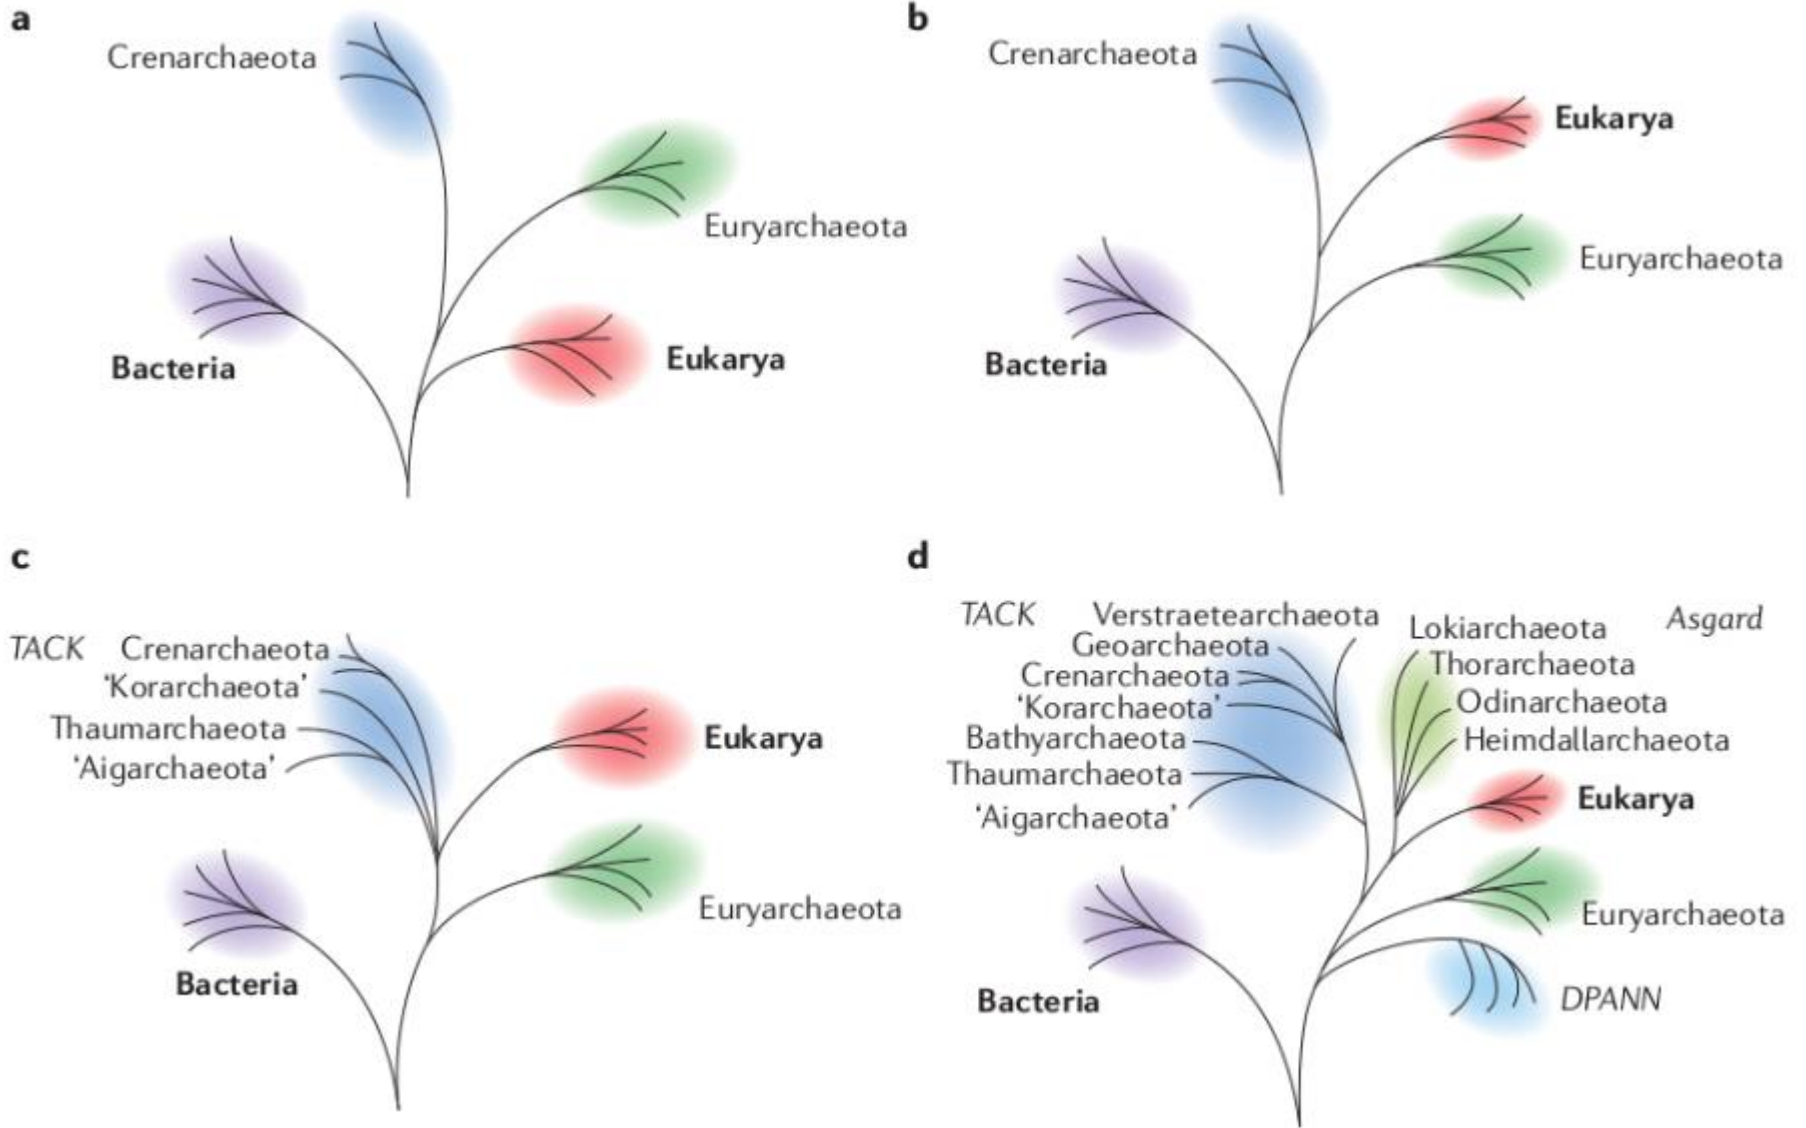 a
Crenarchaeota
Euryarchaeota
Bacteria
Eukarya
b
Crenarchaeota
Eukarya
Euryarchaeota
Bacteria
c
TACK Crenarchaeota
‘Korarchaeota’
Thaumarchaeota
‘Aigarchaeota’
Eukarya
Euryarchaeota
Bacteria
d
TACK Verstraetearchaeota
Geoarchaeota
Crenarchaeota
‘Korarchaeota’
Bathyarchaeota
Thaumarchaeota
‘Aigarchaeota’
Asgard
Lokiarchaeota
Thorarchaeota
Odinarchaeota
Heimdallarchaeota
Eukarya
Euryarchaeota
DPANN
Bacteria